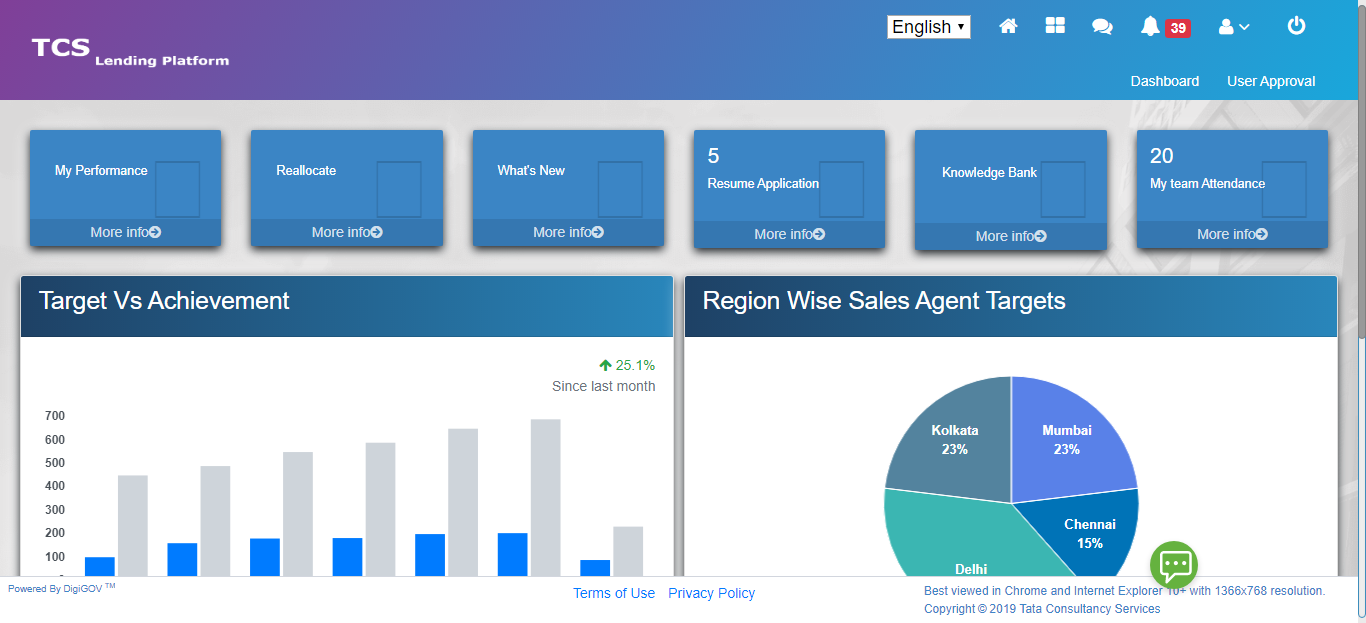 English
39
TCS Lending Platform
Dashboard User Approval
My Performance
More info
Reallocate
More info
What's New
More info
5
Resume Application
More info
Knowledge Bank
More info
20
My team Attendance
More info
Target Vs Achievement
25.1%
Since last month
700
600
500
400
300
200
100
Region Wise Sales Agent Targets
Kolkata
23%
Mumbai
23%
Chennai
15%
Delhi
Powered By DigiGOV TM
Terms of Use Privacy Policy
Best viewed in Chrome and Internet Explorer 10+ with 1366x768 resolution.
Copyright © 2019 Tata Consultancy Services